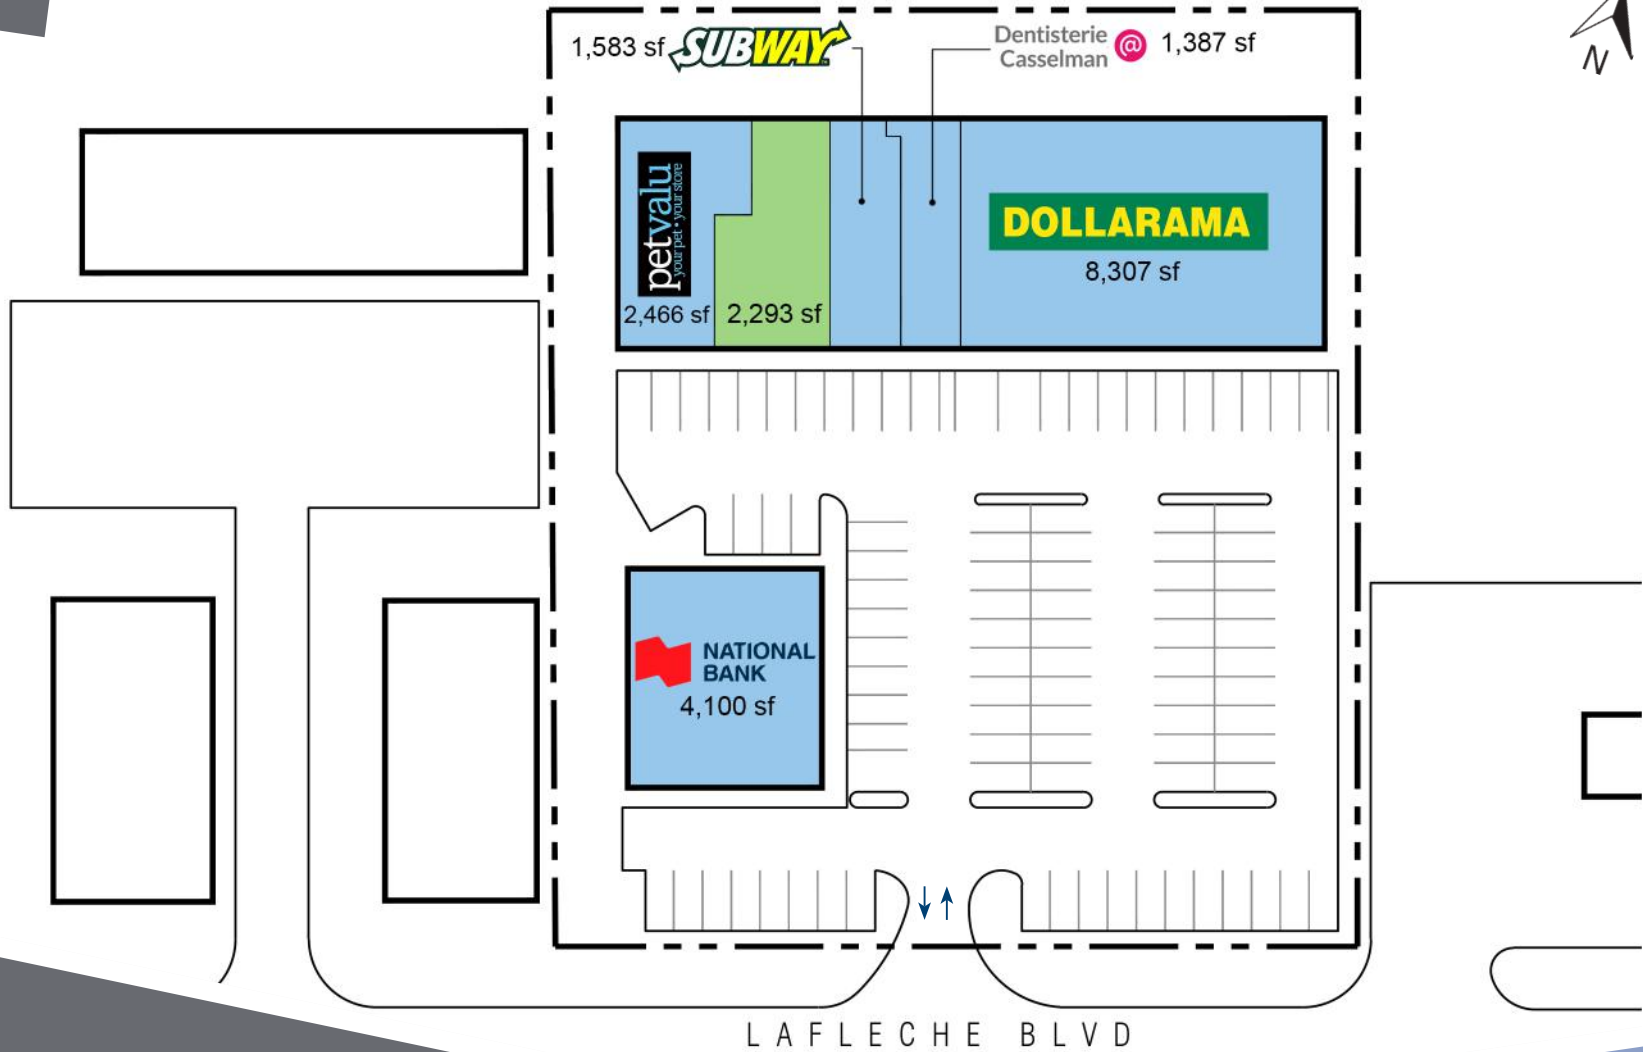 1,583 sf SUBWAY
Dentisterie
Casselman @ 1,387 sf
N
petvalu
your pet • your store
2,466 sf
2,293 sf
DOLLARAMA
8,307 sf
NATIONAL
BANK
4,100 sf
LAFLECHE BLVD